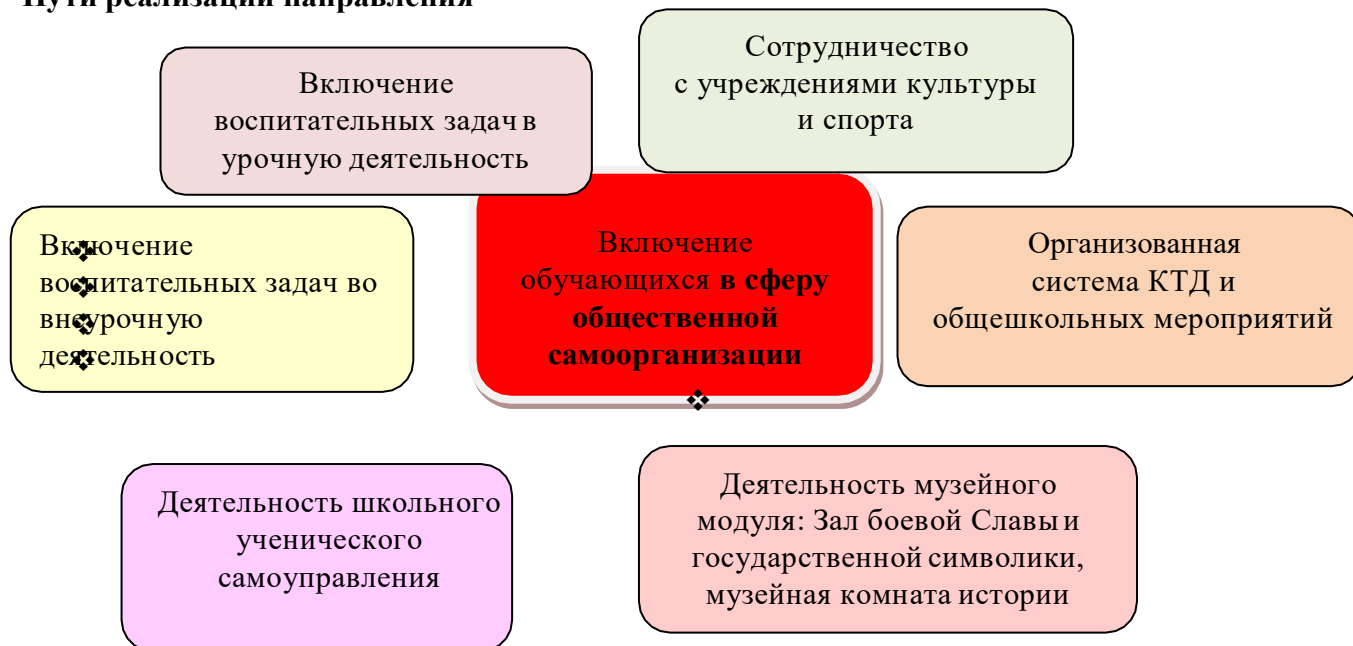 Пути реализации направления
Включение
воспитательных задач в
урочную деятельность
Сотрудничество
с учреждениями культуры
и спорта
Включение
воспитательных задач во
внеурочную
деятельность
Включение
обучающихся в сферу
общественной
самоорганизации
Организованная
система КТД и
общешкольных мероприятий
Деятельность школьного
ученического
самоуправления
Деятельность музейного
модуля: Зал боевой Славы и
государственной символики,
музейная комната истории